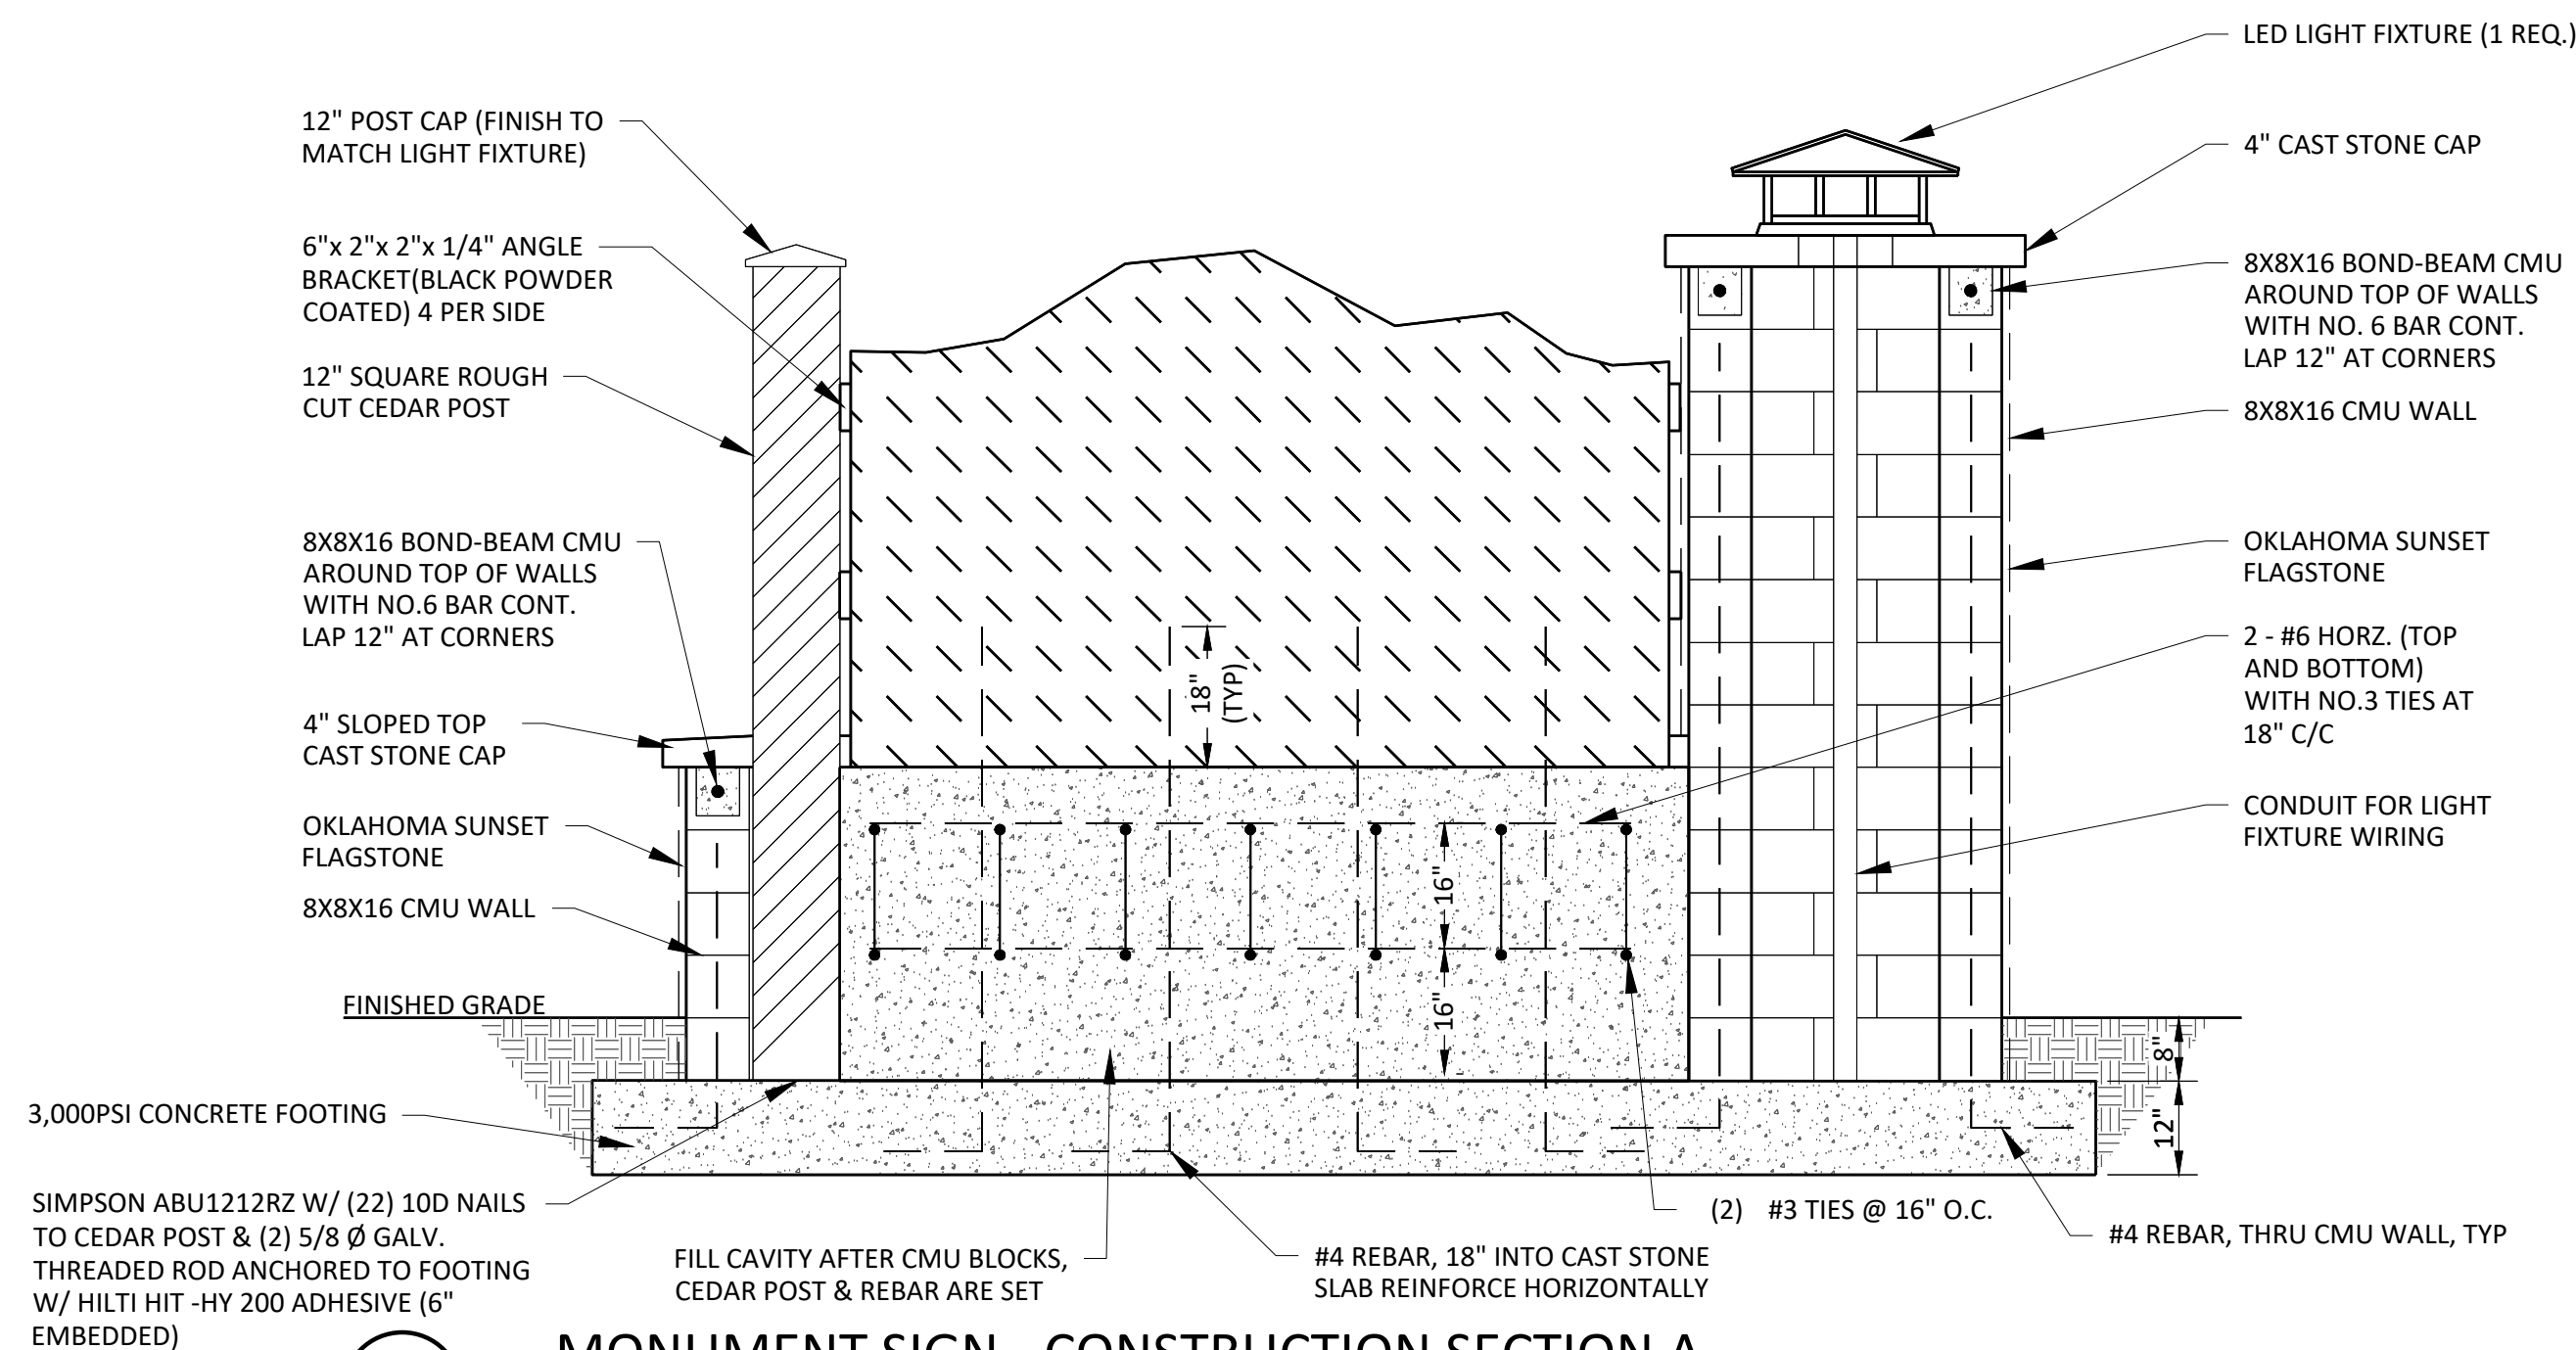 LED LIGHT FIXTURE (1 REQ.)
12" POST CAP (FINISH TO
MATCH LIGHT FIXTURE)
4" CAST STONE CAP
6"x 2"x 2"x 1/4" ANGLE
BRACKET(BLACK POWDER
COATED) 4 PER SIDE
8X8X16 BOND-BEAM CMU
AROUND TOP OF WALLS
WITH NO. 6 BAR CONT.
LAP 12" AT CORNERS
12" SQUARE ROUGH
CUT CEDAR POST
8X8X16 CMU WALL
8X8X16 BOND-BEAM CMU
AROUND TOP OF WALLS
WITH NO.6 BAR CONT.
LAP 12" AT CORNERS
OKLAHOMA SUNSET
FLAGSTONE
2 - #6 HORZ. (TOP
AND BOTTOM)
WITH NO.3 TIES AT
18" C/C
18"
(TYP)
4" SLOPED TOP
CAST STONE CAP
CONDUIT FOR LIGHT
FIXTURE WIRING
OKLAHOMA SUNSET
FLAGSTONE
16"
8X8X16 CMU WALL
FINISHED GRADE
16"
8"
3,000PSI CONCRETE FOOTING
12"
SIMPSON ABU1212RZ W/ (22) 10D NAILS
TO CEDAR POST & (2) 5/8 Ø GALV.
THREADED ROD ANCHORED TO FOOTING
W/ HILTI HIT -HY 200 ADHESIVE (6"
EMBEDDED)
FILL CAVITY AFTER CMU BLOCKS,
CEDAR POST & REBAR ARE SET
#4 REBAR, 18" INTO CAST STONE
SLAB REINFORCE HORIZONTALLY
(2) #3 TIES @ 16" O.C.
#4 REBAR, THRU CMU WALL, TYP
MONUMENT SIGN - CONSTRUCTION SECTION A